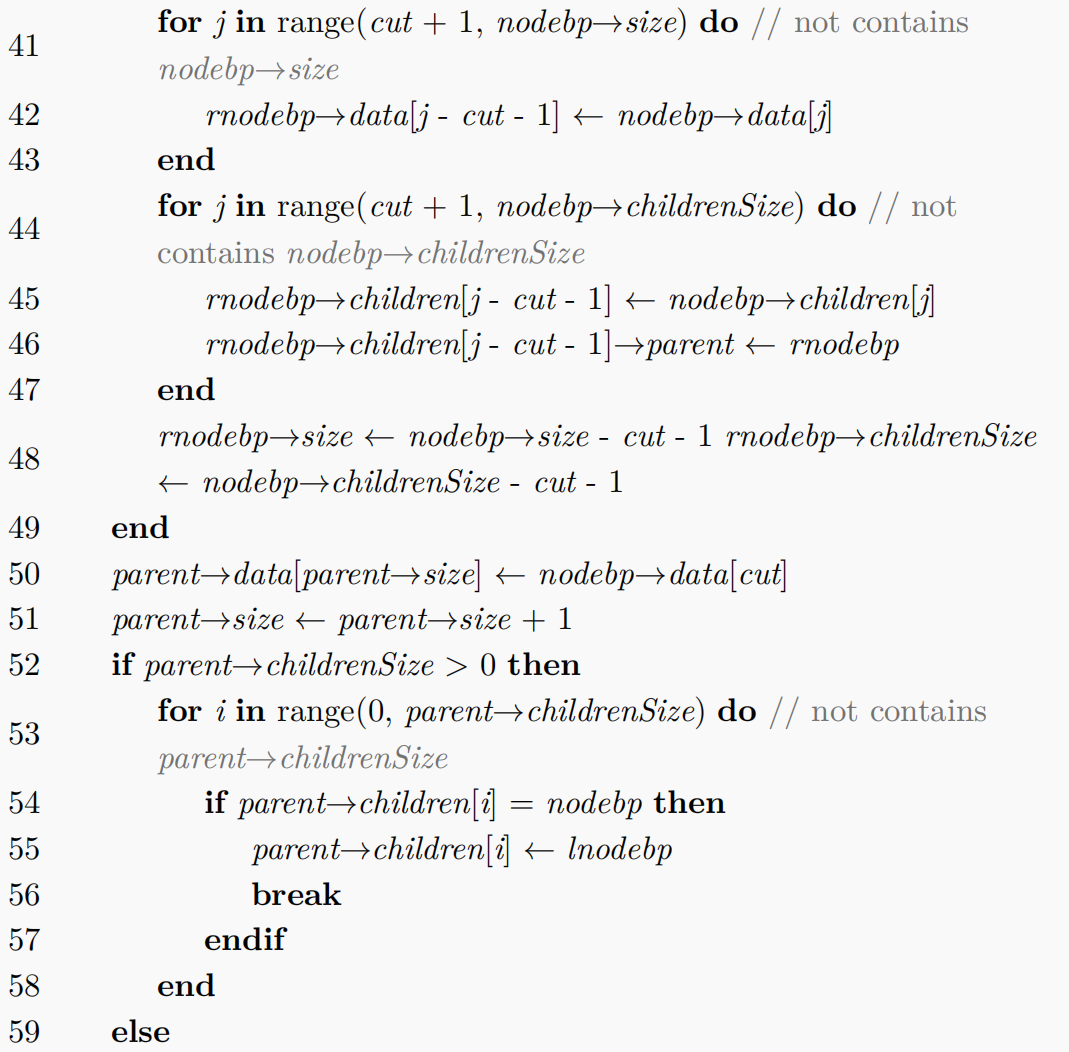 41 for j in range(cut + 1, nodebp→size) do // not contains
nodebp→size
42 rnodebp→data[j - cut - 1] ← nodebp→data[j]
43 end
44 for j in range(cut + 1, nodebp→childrenSize) do // not
contains nodebp→childrenSize
45 rnodebp→children[j - cut - 1] ← nodebp→children[j]
46 rnodebp→children[j - cut - 1]→parent ← rnodebp
47 end
48 rnodebp→size ← nodebp→size - cut - 1 rnodebp→childrenSize
← nodebp→childrenSize - cut - 1
49 end
50 parent→data[parent→size] ← nodebp→data[cut]
51 parent→size ← parent→size + 1
52 if parent→childrenSize > 0 then
53 for i in range(0, parent→childrenSize) do // not contains
parent→childrenSize
54 if parent→children[i] = nodebp then
55 parent→children[i] ← lnodebp
56 break
57 endif
58 end
59 else